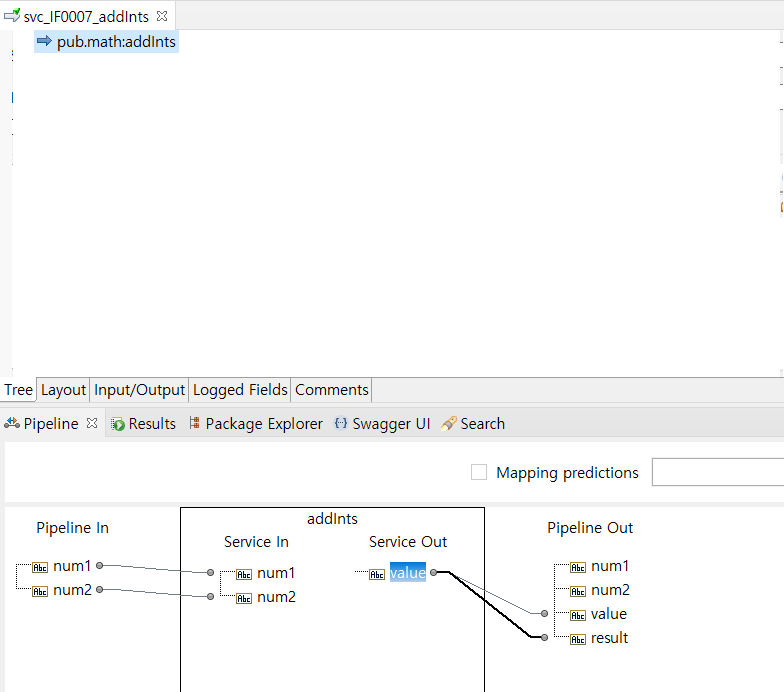 svc_IF0007_addInts
pub.math:addInts
Tree Layout Input/Output Logged Fields Comments
Pipeline Results Package Explorer Swagger UI Search
Mapping predictions
addInts
Pipeline In Service In Service Out Pipeline Out
Abc num1 Abc num1 Abc value Abc num1
Abc num2 Abc num2 Abc num2
Abc value
Abc result